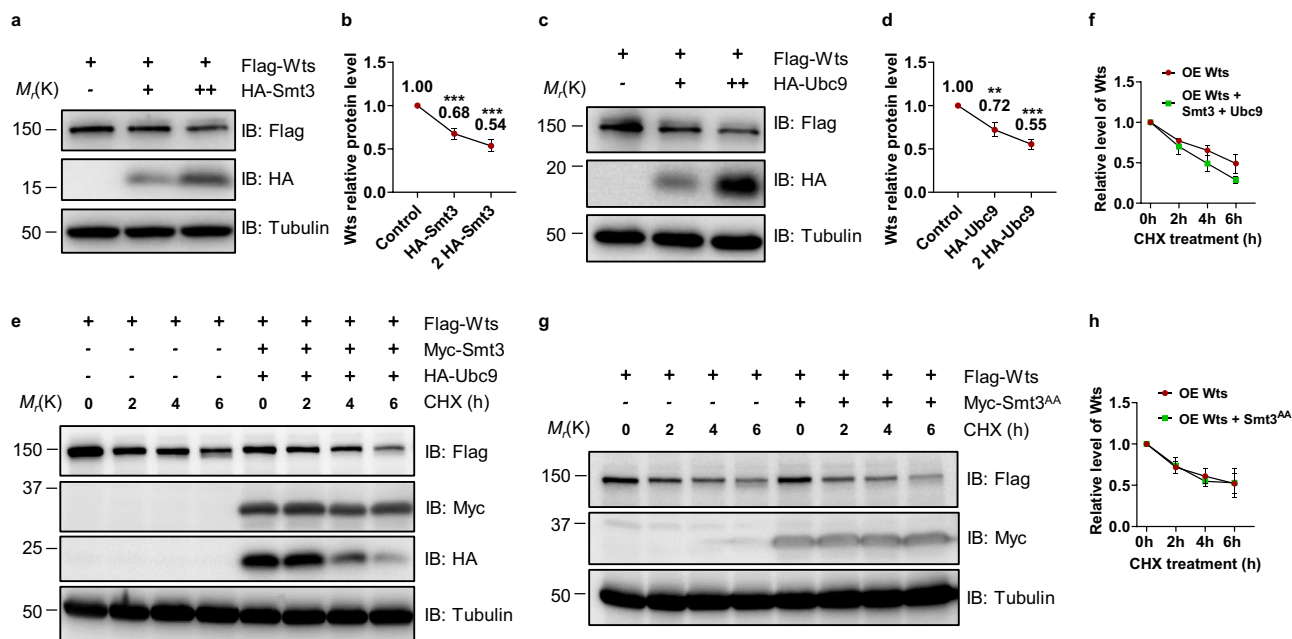 a
+ + + Flag-Wts
Mr(K) - + ++ HA-Smt3
150 IB: Flag
15 IB: HA
50 IB: Tubulin
b
Wts relative protein level
1.5
1.0
0.5
0.0
1.00
***
0.68
***
0.54
Control
HA-Smt3
2 HA-Smt3
c
+ + + Flag-Wts
Mr(K) - + ++ HA-Ubc9
150 IB: Flag
20 IB: HA
50 IB: Tubulin
d
Wts relative protein level
1.5
1.0
0.5
0.0
1.00
**
0.72
***
0.55
Control
HA-Ubc9
2 HA-Ubc9
f
OE Wts
OE Wts +
Smt3 + Ubc9
Relative level of Wts
1.5
1.0
0.5
0.0
0h 2h 4h 6h
CHX treatment (h)
e
+ + + + + + + + Flag-Wts
- - - - + + + + Myc-Smt3
- - - - + + + + HA-Ubc9
Mr(K) 0 2 4 6 0 2 4 6 CHX (h)
150 IB: Flag
37 IB: Myc
25 IB: HA
50 IB: Tubulin
g
+ + + + + + + + Flag-Wts
- - - - + + + + Myc-Smt3AA
Mr(K) 0 2 4 6 0 2 4 6 CHX (h)
150 IB: Flag
37 IB: Myc
50 IB: Tubulin
h
OE Wts
OE Wts + Smt3AA
Relative level of Wts
1.5
1.0
0.5
0.0
0h 2h 4h 6h
CHX treatment (h)